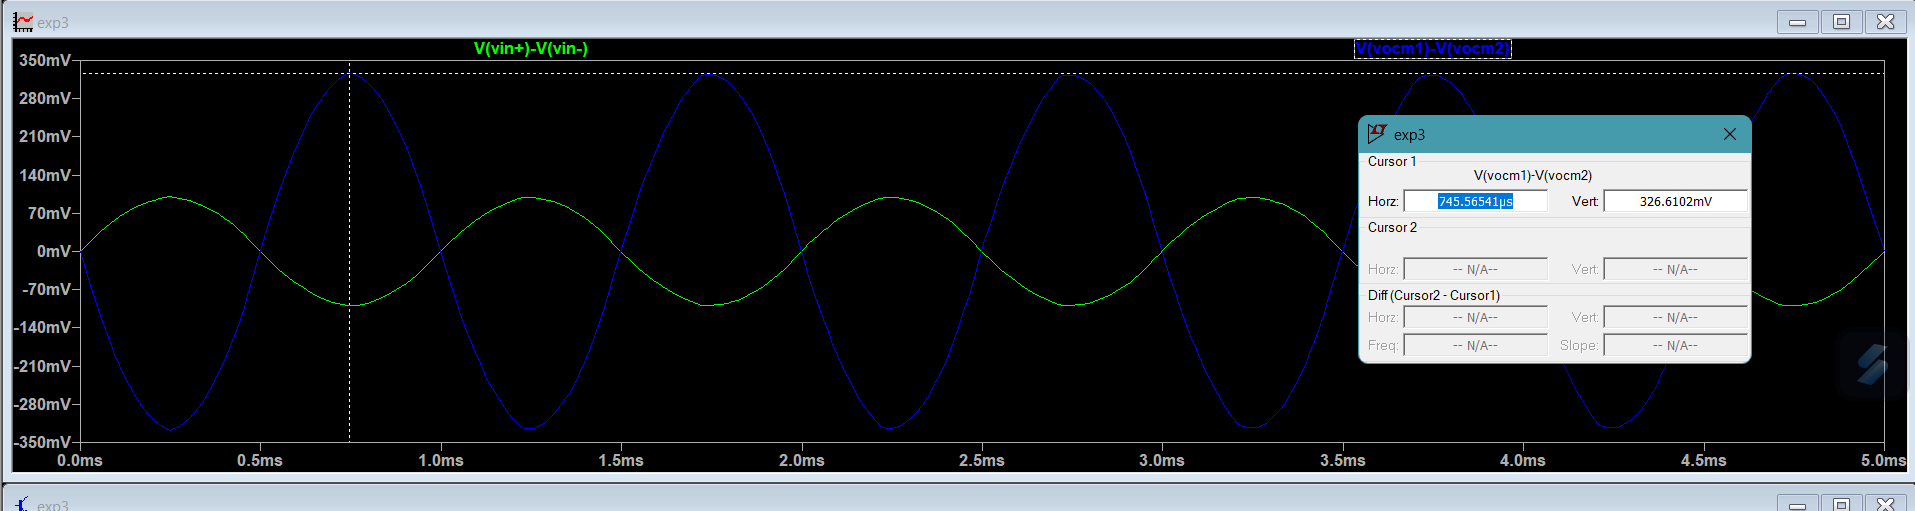 exp3
V(vin+)-V(vin-)
V(vocm1)-V(vocm2)
350mV
280mV
210mV
140mV
70mV
0mV
-70mV
-140mV
-210mV
-280mV
-350mV
0.0ms 0.5ms 1.0ms 1.5ms 2.0ms 2.5ms 3.0ms 3.5ms 4.0ms 4.5ms 5.0ms
exp3
Cursor 1
V(vocm1)-V(vocm2)
Horz: 745.56541µs Vert: 326.6102mV
Cursor 2
Horz: -- N/A-- Vert: -- N/A--
Diff (Cursor2 - Cursor1)
Horz: -- N/A-- Vert: -- N/A--
Freq: -- N/A-- Slope: -- N/A--
exp3